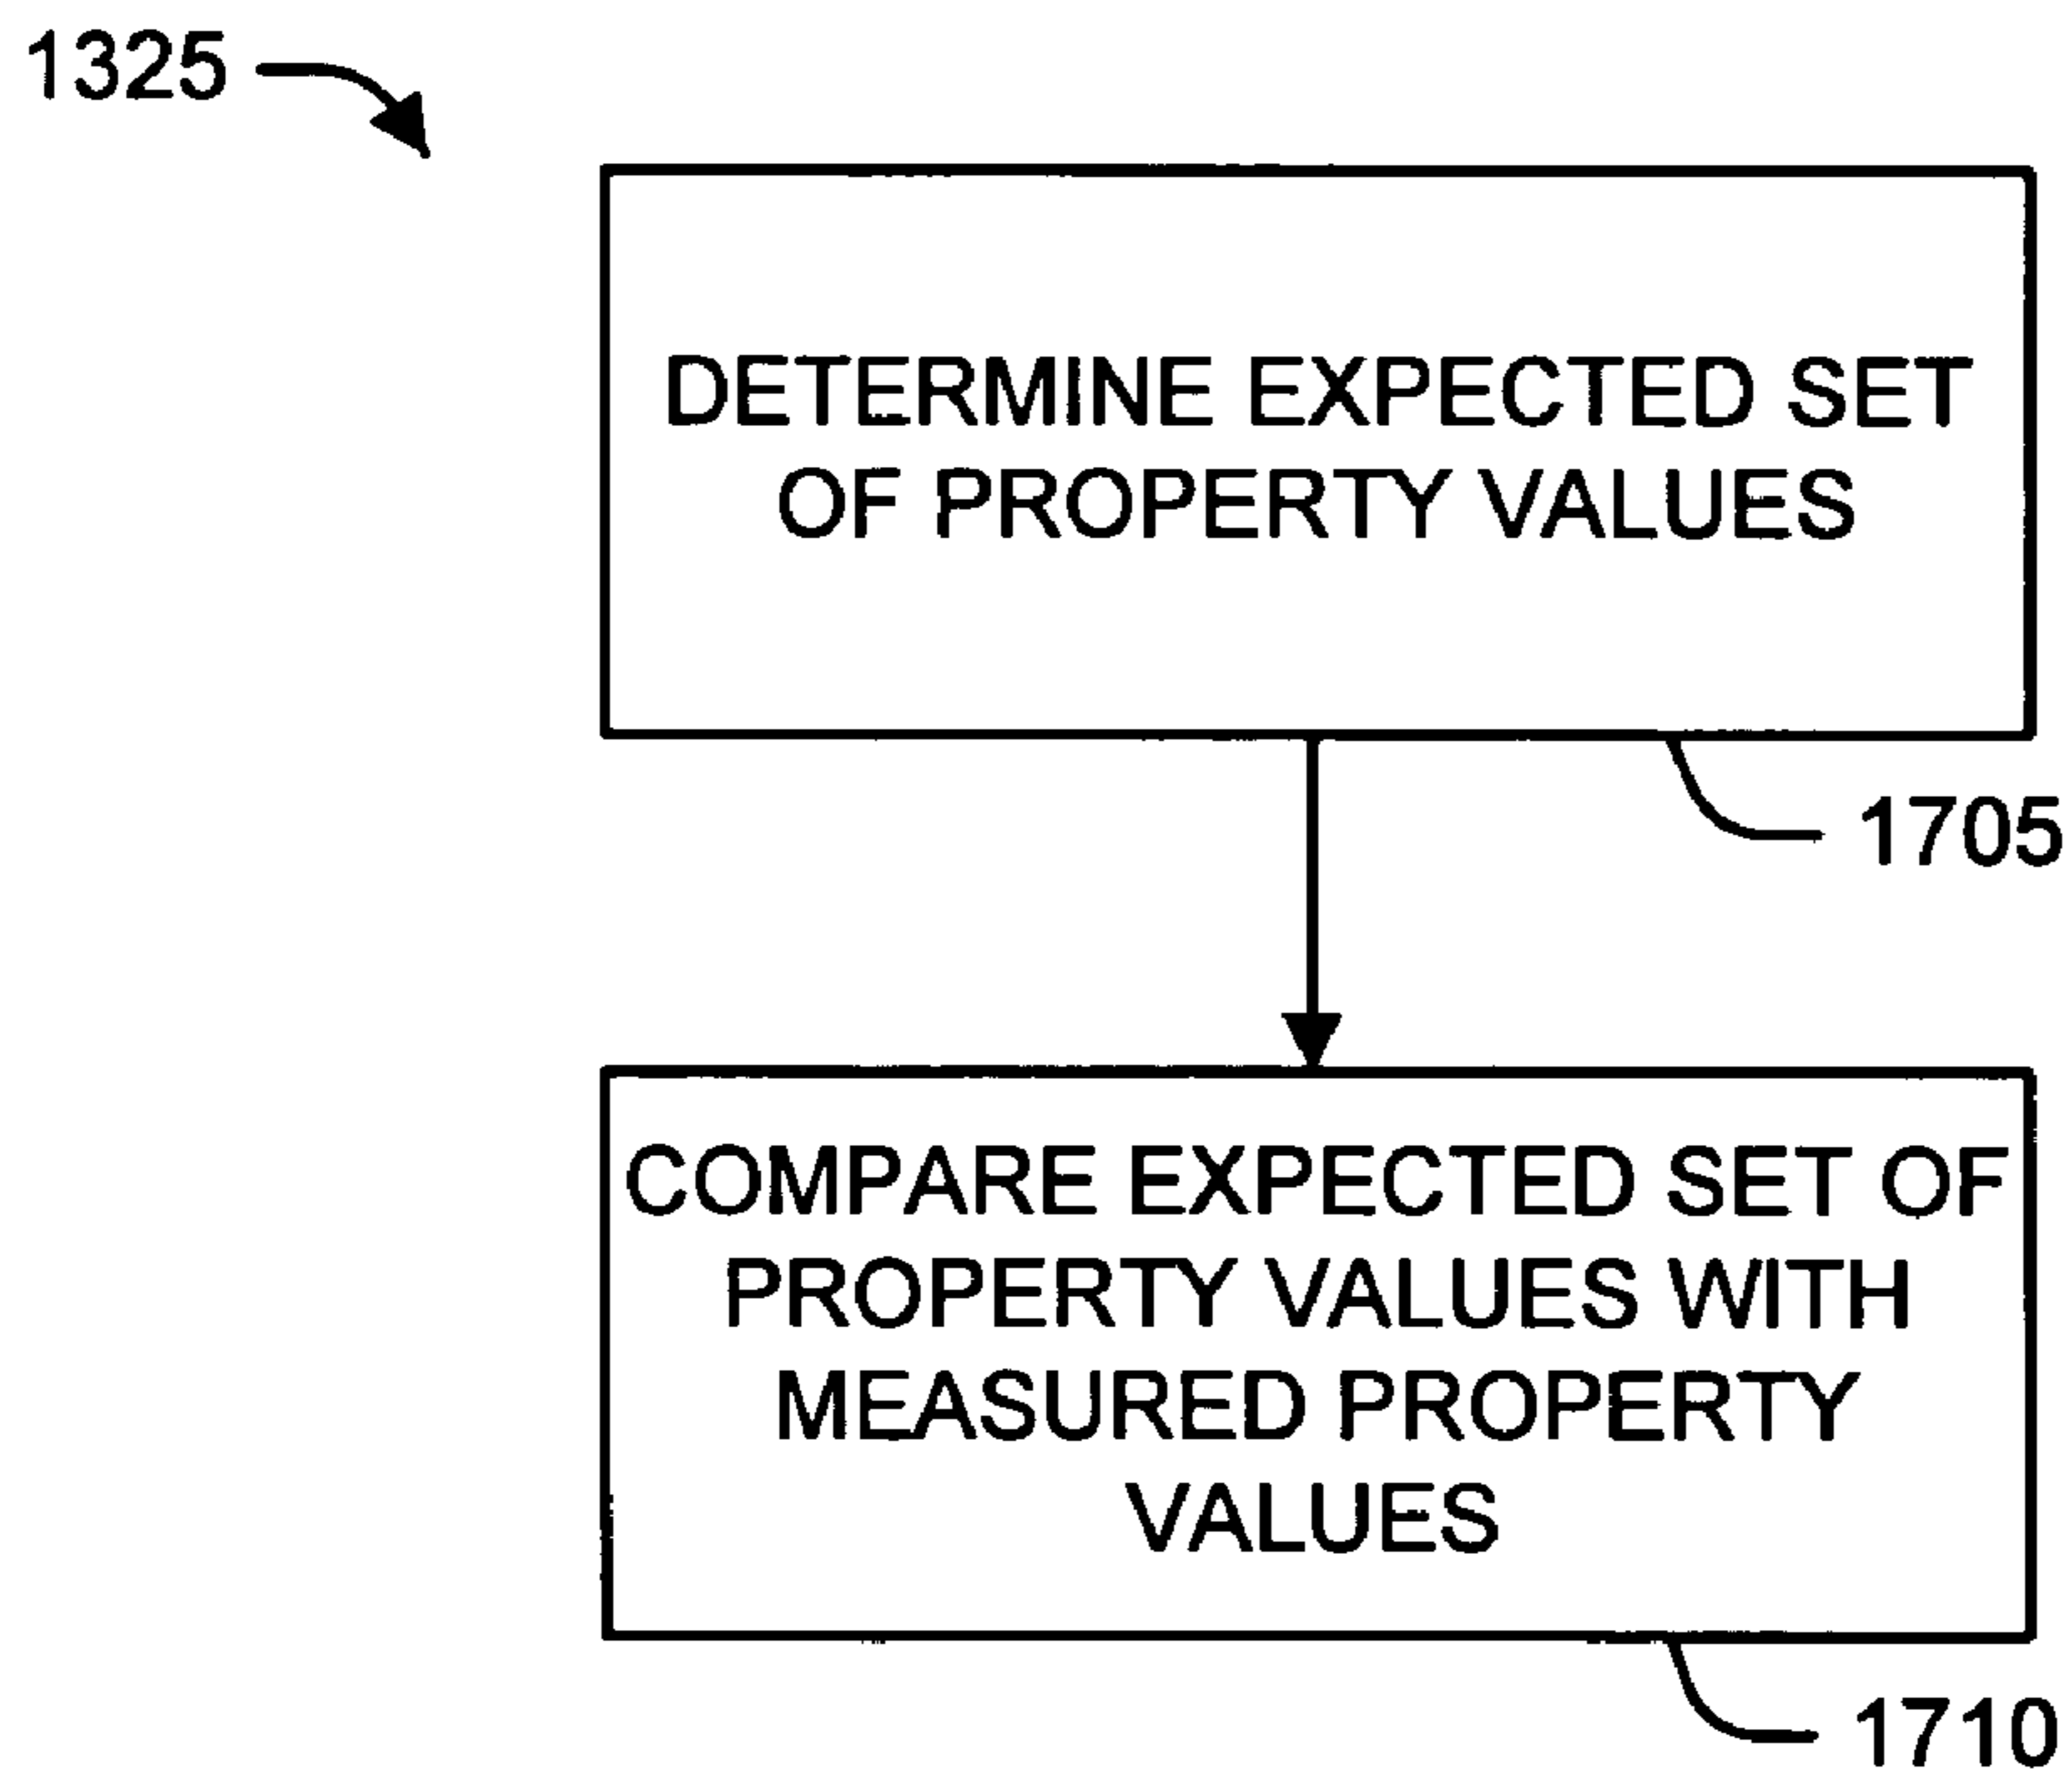 1325
DETERMINE EXPECTED SET
OF PROPERTY VALUES
1705
COMPARE EXPECTED SET OF
PROPERTY VALUES WITH
MEASURED PROPERTY
VALUES
1710